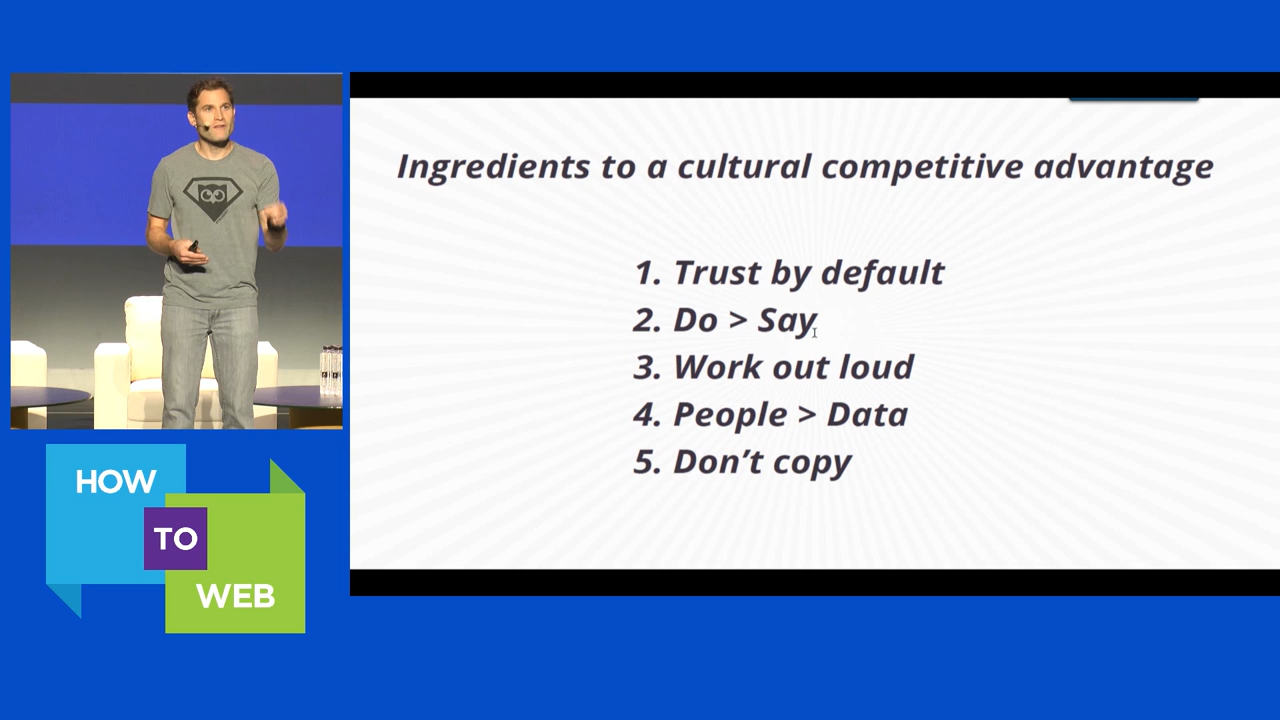 Ingredients to a cultural competitive advantage
1. Trust by default
2. Do > Say
3. Work out loud
4. People > Data
5. Don’t copy
HOW
TO
WEB